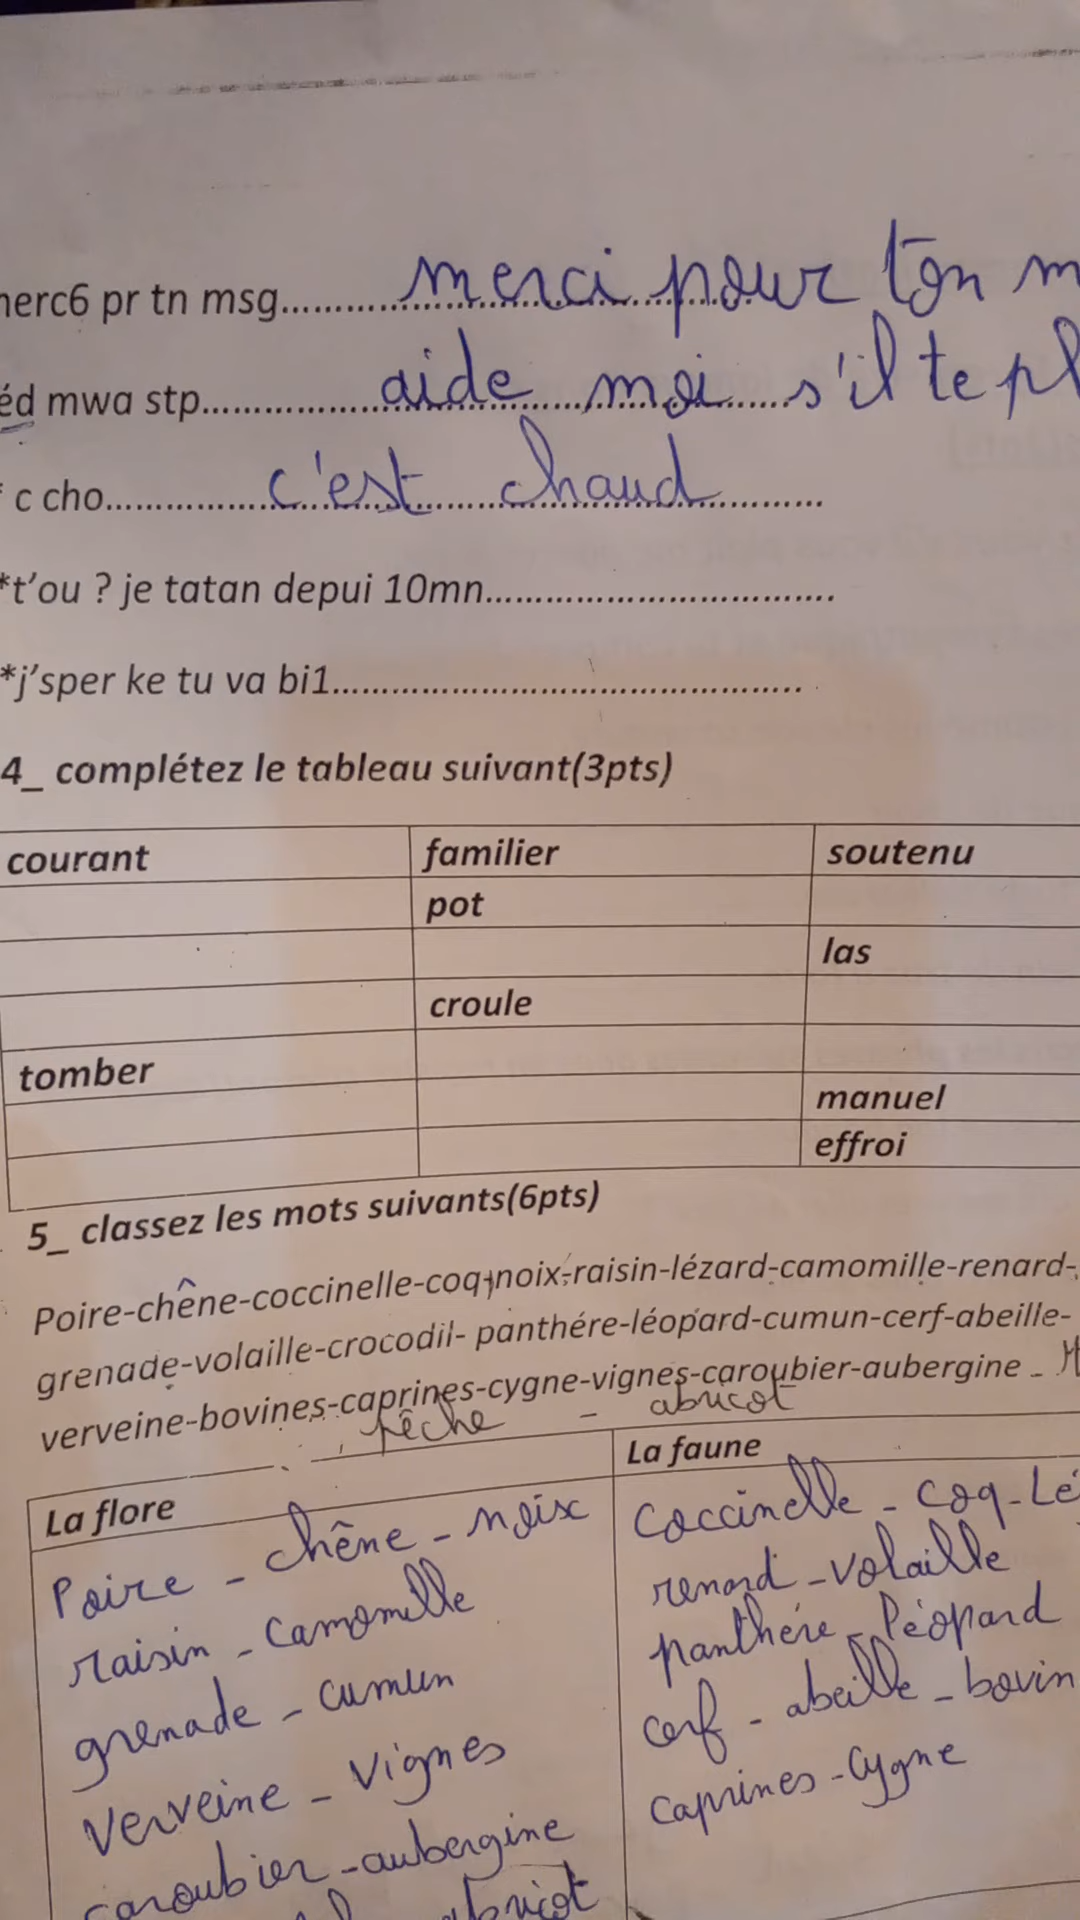 merc6 pr tn msg.......... merci pour ton m
éd mwa stp.......... aide moi s'il te pl
c cho.......... c'est chaud
*t'ou ? je tatan depui 10mn..........
*j'sper ke tu va bi1..........
4_ complétez le tableau suivant(3pts)
courant familier soutenu
pot
las
croule
tomber
manuel
effroi
5_ classez les mots suivants(6pts)
Poire-chêne-coccinelle-coq-noix-raisin-lézard-camomille-renard-
grenade-volaille-crocodil- panthére-léopard-cumun-cerf-abeille-
verveine-bovines-caprines-cygne-vignes-caroubier-aubergine -
pêche - abricot
La flore La faune
Poire - chêne - noix
raisin - camomille
grenade - cumun
verveine - vignes
caroubier - aubergine
abricot
Coccinelle - coq - Lé
renard - volaille
panthére - léopard
cerf - abeille - bovin
caprines - cygne